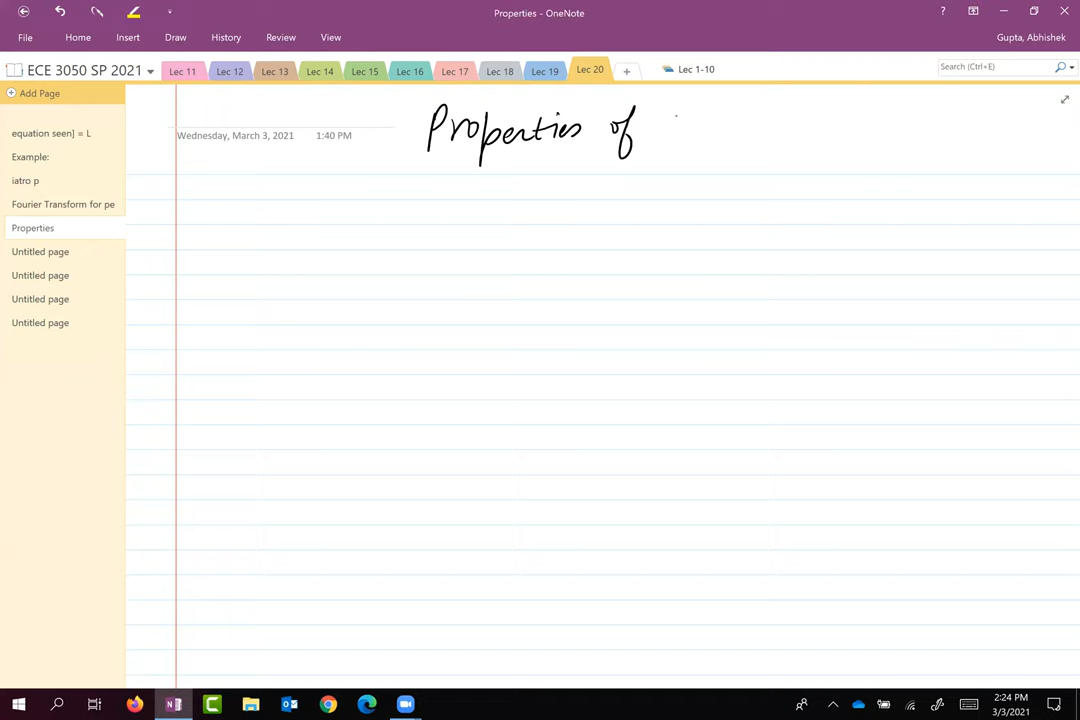 Properties - OneNote
?
File Home Insert Draw History Review View
Gupta, Abhishek
ECE 3050 SP 2021
Lec 11 Lec 12 Lec 13 Lec 14 Lec 15 Lec 16 Lec 17 Lec 18 Lec 19 Lec 20 + Lec 1-10
Search (Ctrl+E)
Add Page
equation seen] = L
Example:
iatro p
Fourier Transform for pe
Properties
Untitled page
Untitled page
Untitled page
Untitled page
Properties of
Wednesday, March 3, 2021 1:40 PM
2:24 PM
3/3/2021